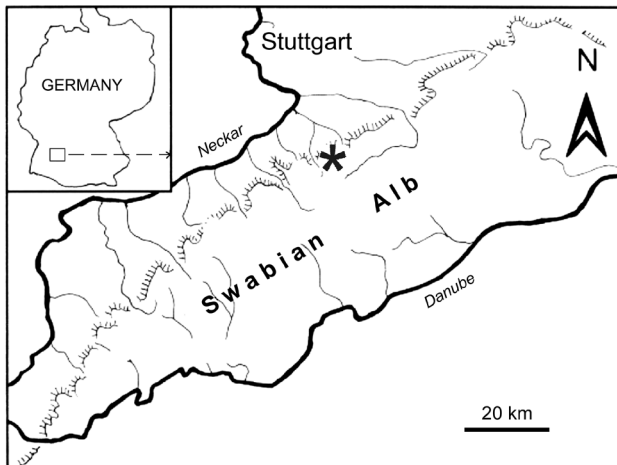 GERMANY
Stuttgart
N
Neckar
*
Swabian Alb
Danube
20 km